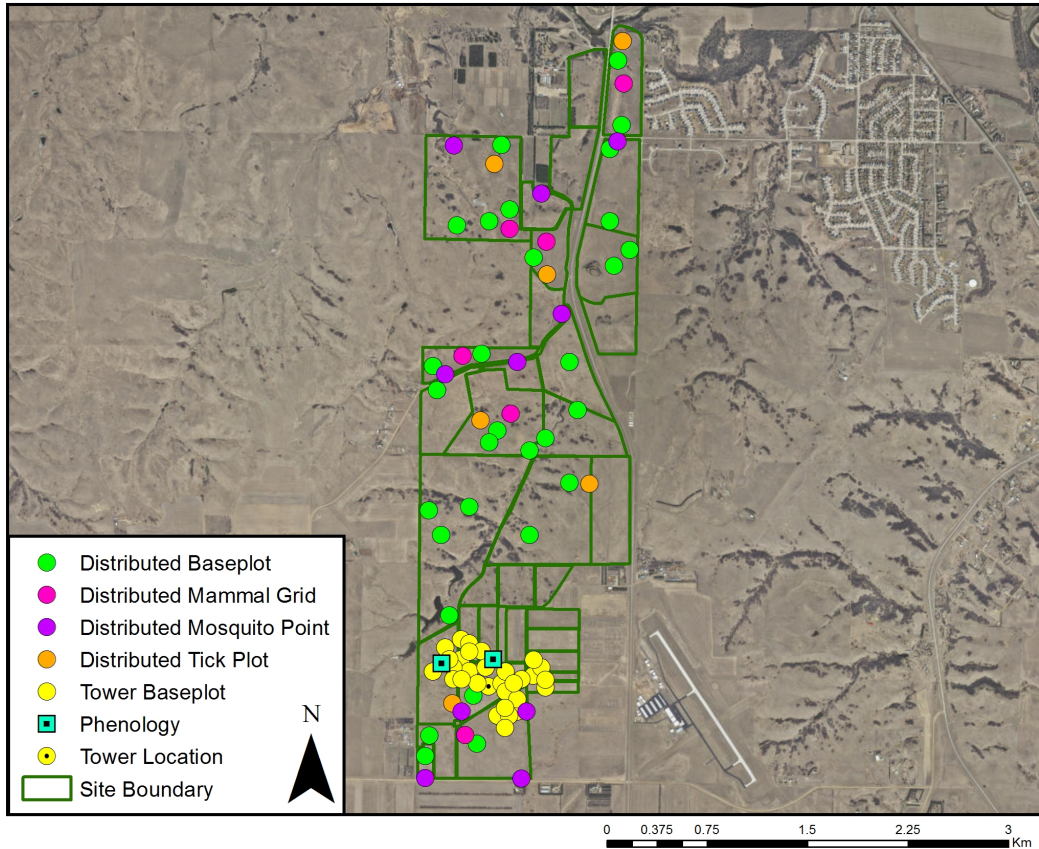 Distributed Baseplot
Distributed Mammal Grid
Distributed Mosquito Point
Distributed Tick Plot
Tower Baseplot
Phenology
Tower Location
Site Boundary
N
0 0.375 0.75 1.5 2.25 3
Km